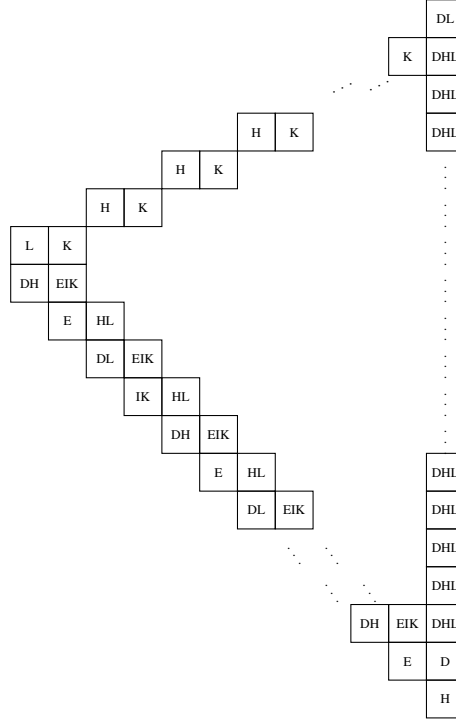 DL
K DHL
DHL
DHL
H K
H K
H K
L K
DH EIK
E HL
DL EIK
IK HL
DH EIK
E HL
DHL
DL EIK
DHL
DHL
DHL
DH EIK DHL
E D
H